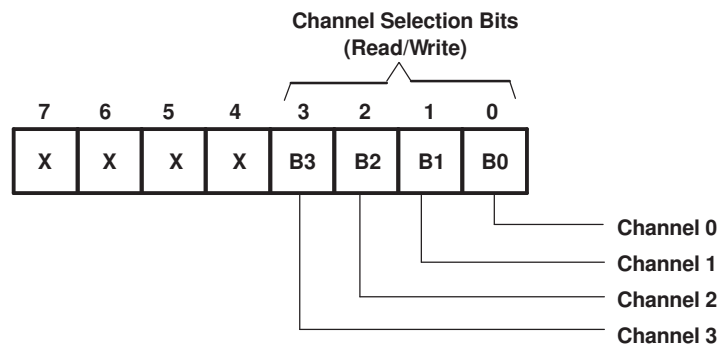 Channel Selection Bits
(Read/Write)
7 6 5 4 3 2 1 0
X X X X B3 B2 B1 B0
Channel 0
Channel 1
Channel 2
Channel 3